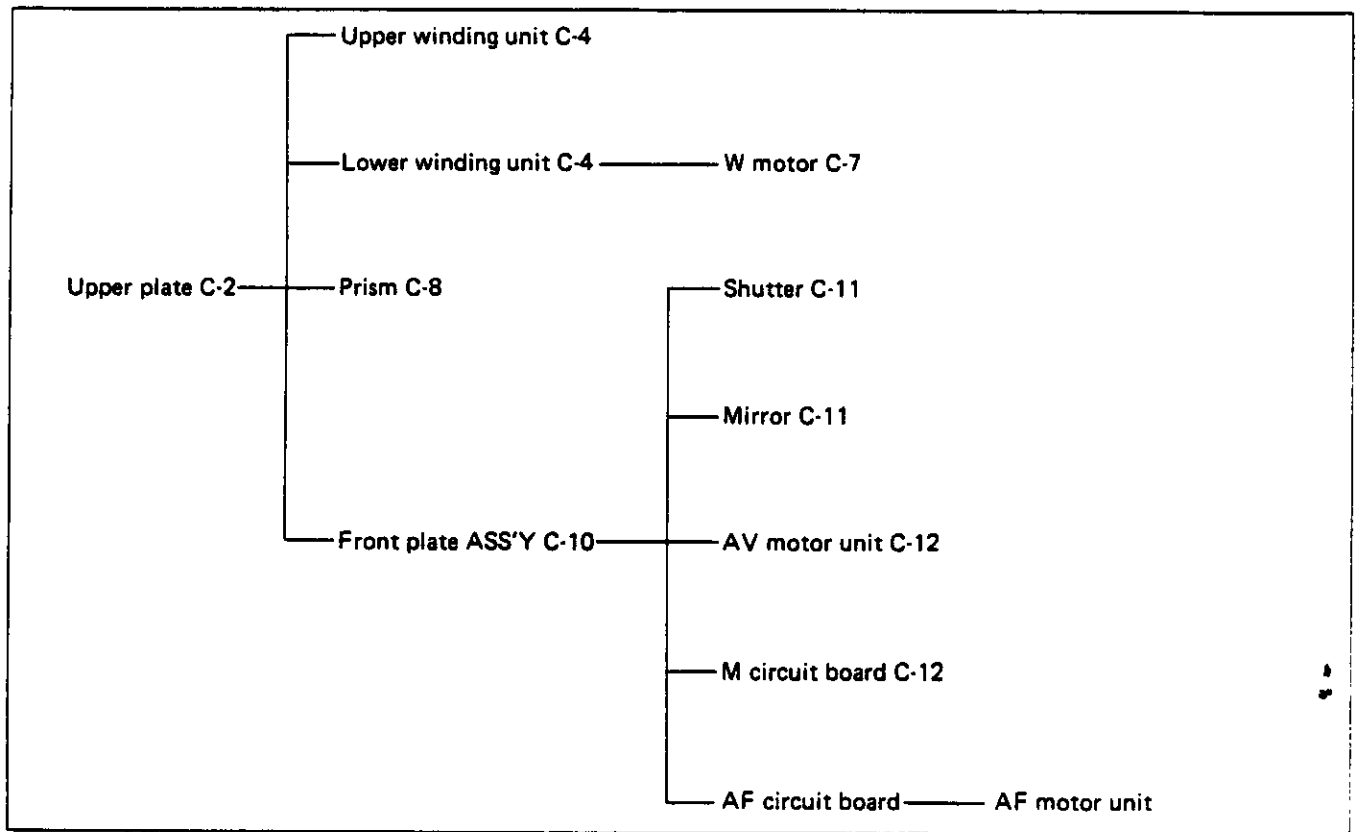 Upper winding unit C-4
Lower winding unit C-4 W motor C-7
Upper plate C-2 Prism C-8 Shutter C-11
Mirror C-11
Front plate ASS'Y C-10 AV motor unit C-12
M circuit board C-12
AF circuit board AF motor unit